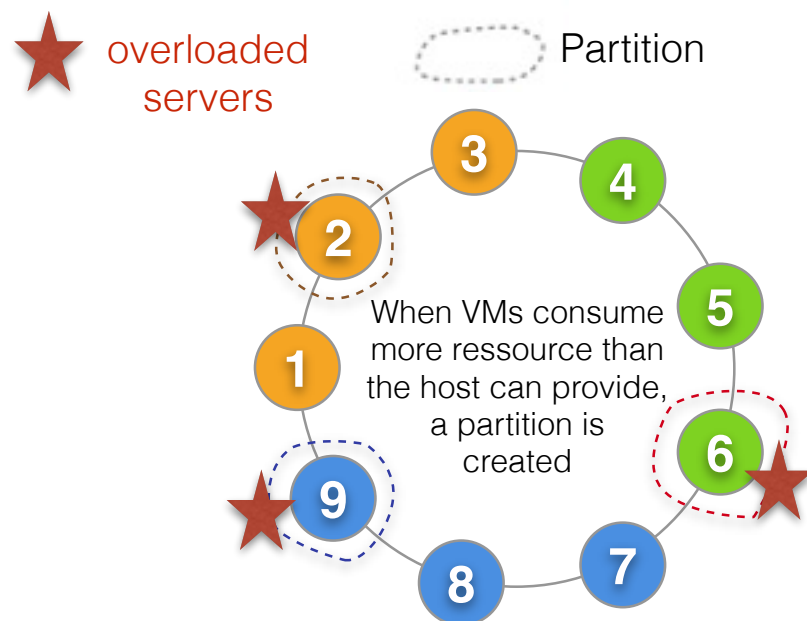 overloaded
servers
Partition
3
4
2
5
When VMs consume
more ressource than
the host can provide,
a partition is
created
1
6
9
7
8